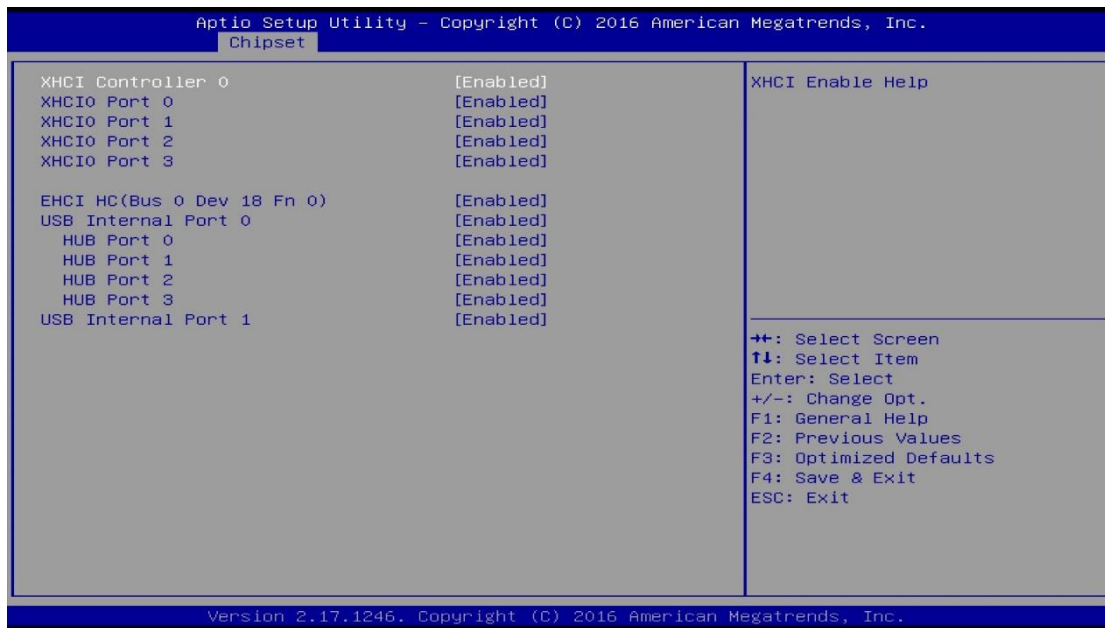 Aptio Setup Utility – Copyright (C) 2016 American Megatrends, Inc.
Chipset
XHCI Controller 0 [Enabled]
XHCI0 Port 0 [Enabled]
XHCI0 Port 1 [Enabled]
XHCI0 Port 2 [Enabled]
XHCI0 Port 3 [Enabled]
EHCI HC(Bus 0 Dev 18 Fn 0) [Enabled]
USB Internal Port 0 [Enabled]
HUB Port 0 [Enabled]
HUB Port 1 [Enabled]
HUB Port 2 [Enabled]
HUB Port 3 [Enabled]
USB Internal Port 1 [Enabled]
XHCI Enable Help
→←: Select Screen
↑↓: Select Item
Enter: Select
+/-: Change Opt.
F1: General Help
F2: Previous Values
F3: Optimized Defaults
F4: Save & Exit
ESC: Exit
Version 2.17.1246. Copyright (C) 2016 American Megatrends, Inc.